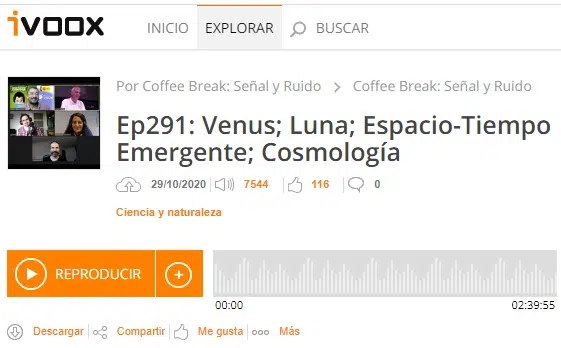 iVOOX INICIO EXPLORAR BUSCAR
Por Coffee Break: Señal y Ruido Coffee Break: Señal y Ruido
Ep291: Venus; Luna; Espacio-Tiempo
Emergente; Cosmología
29/10/2020 7544 116 0
Ciencia y naturaleza
REPRODUCIR
00:00 02:39:55
Descargar Compartir Me gusta Más